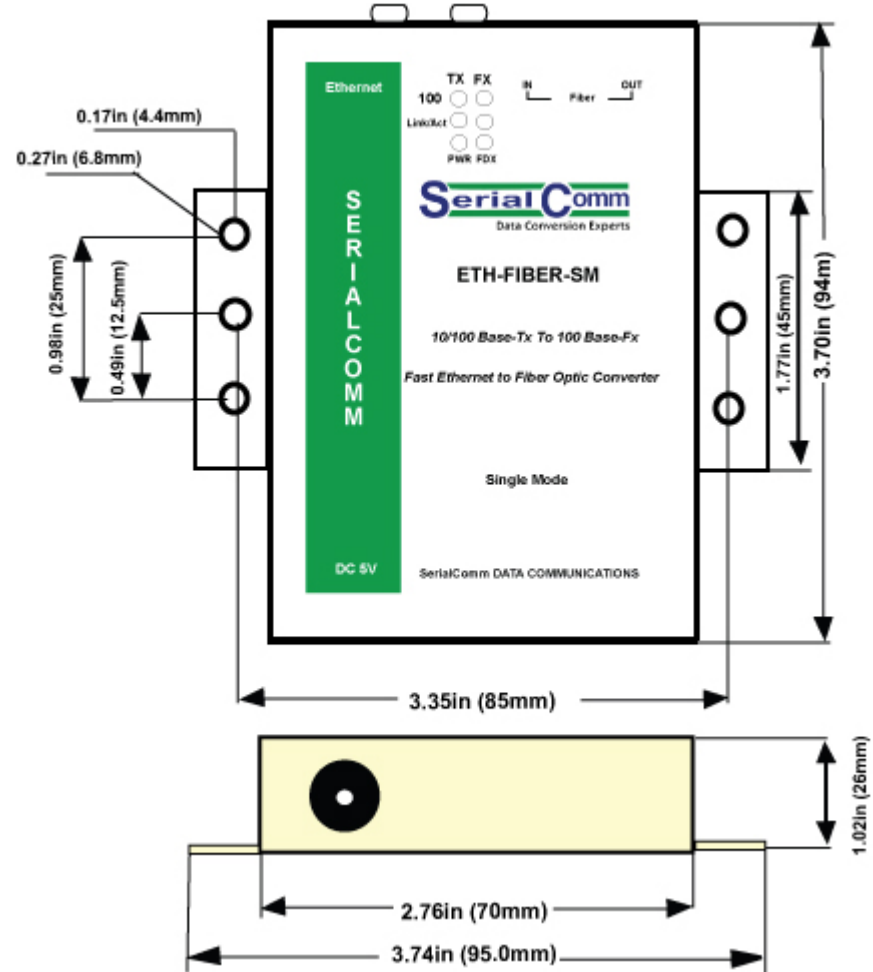 Ethernet
TX FX
100
Link/Act
PWR FDX
IN Fiber OUT
0.17in (4.4mm)
0.27in (6.8mm)
0.98in (25mm)
0.49in (12.5mm)
SERIALCOMM
SerialComm
Data Conversion Experts
ETH-FIBER-SM
10/100 Base-Tx To 100 Base-Fx
Fast Ethernet to Fiber Optic Converter
Single Mode
DC 5V
SerialComm DATA COMMUNICATIONS
1.77in (45mm)
3.70in (94m)
3.35in (85mm)
1.02in (26mm)
2.76in (70mm)
3.74in (95.0mm)